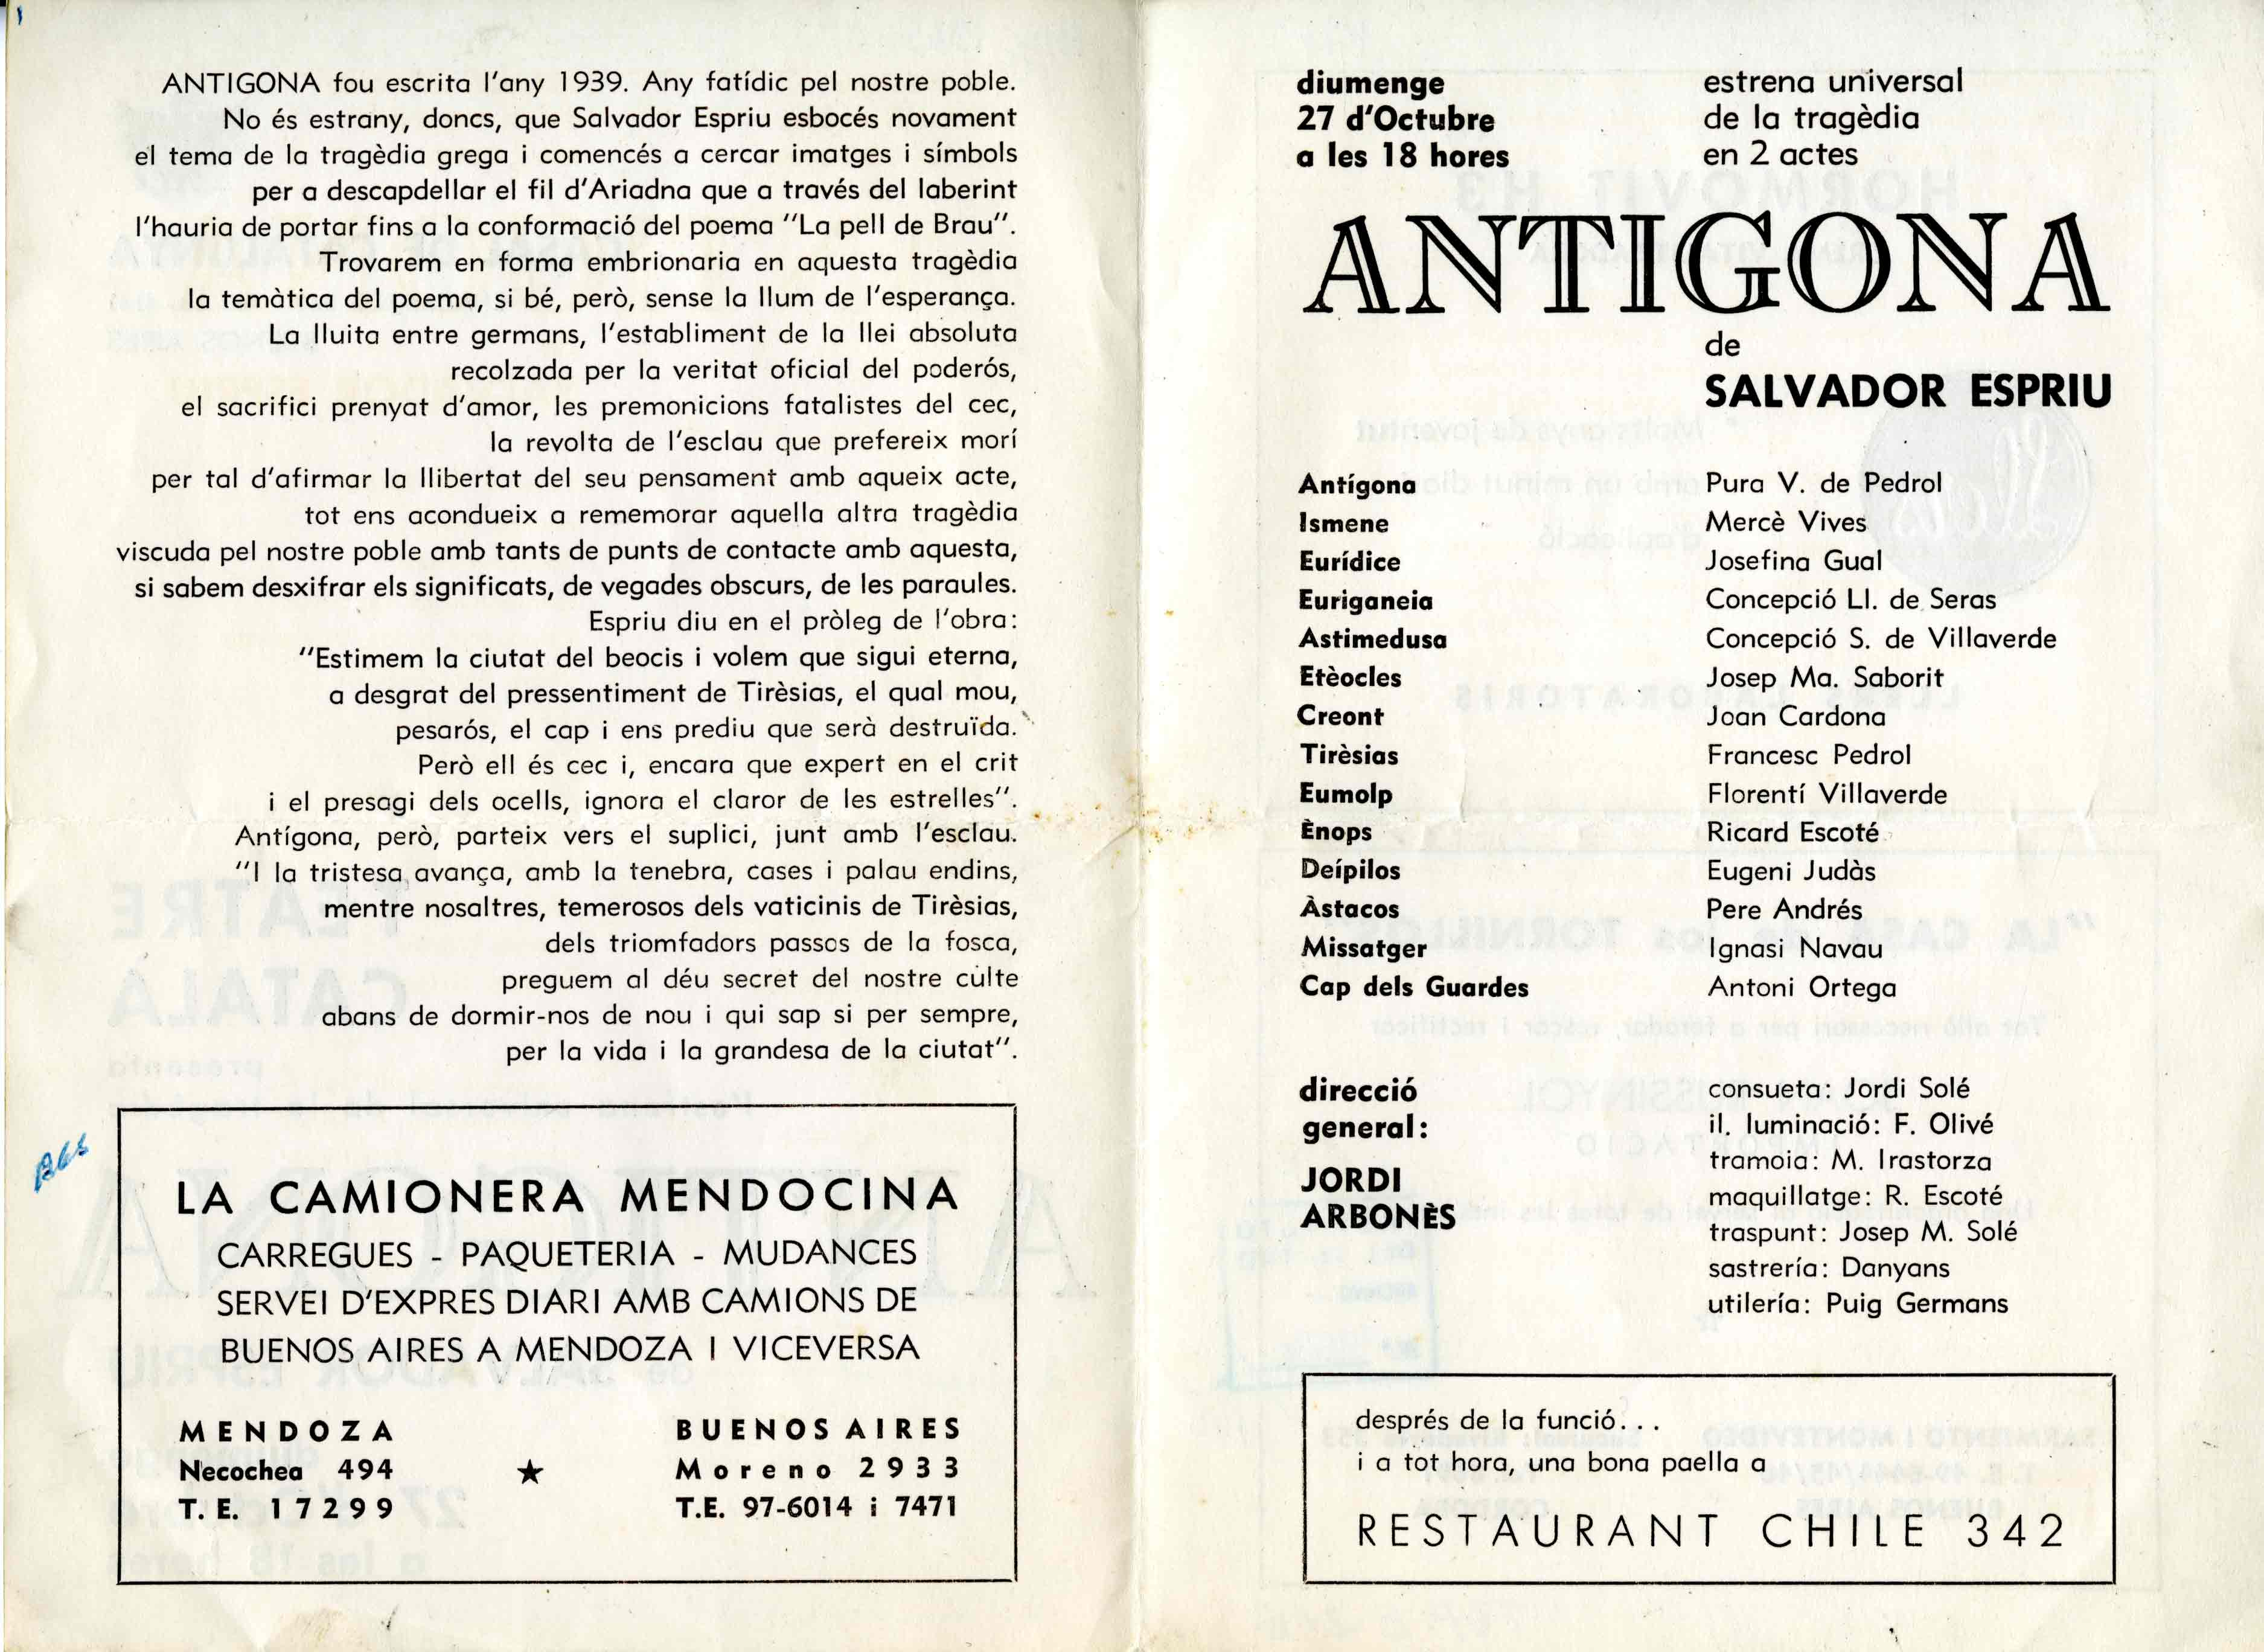 ANTIGONA fou escrita l'any 1939. Any fatídic pel nostre poble.
No és estrany, doncs, que Salvador Espriu esbocés novament
el tema de la tragèdia grega i comencés a cercar imatges i símbols
per a descapdellar el fil d'Ariadna que a través del laberint
l'hauria de portar fins a la conformació del poema "La pell de Brau".
Trovarem en forma embrionaria en aquesta tragèdia
la temàtica del poema, si bé, però, sense la llum de l'esperança.
La lluita entre germans, l'establiment de la llei absoluta
recolzada per la veritat oficial del poderós,
el sacrifici prenyat d'amor, les premonicions fatalistes del cec,
la revolta de l'esclau que prefereix morí
per tal d'afirmar la llibertat del seu pensament amb aqueix acte,
tot ens acondueix a rememorar aquella altra tragèdia
viscuda pel nostre poble amb tants de punts de contacte amb aquesta,
si sabem desxifrar els significats, de vegades obscurs, de les paraules.
Espriu diu en el pròleg de l'obra:
"Estimem la ciutat del beocis i volem que sigui eterna,
a desgrat del pressentiment de Tirèsias, el qual mou,
pesarós, el cap i ens prediu que serà destruïda.
Però ell és cec i, encara que expert en el crit
i el presagi dels ocells, ignora el claror de les estrelles".
Antígona, però, parteix vers el suplici, junt amb l'esclau.
"I la tristesa avança, amb la tenebra, cases i palau endins,
mentre nosaltres, temerosos dels vaticinis de Tirèsias,
dels triomfadors passos de la fosca,
preguem al déu secret del nostre culte
abans de dormir-nos de nou i qui sap si per sempre,
per la vida i la grandesa de la ciutat".
LA CAMIONERA MENDOCINA
CARREGUES - PAQUETERIA - MUDANCES
SERVEI D'EXPRES DIARI AMB CAMIONS DE
BUENOS AIRES A MENDOZA I VICEVERSA
MENDOZA
Necochea 494
T. E. 17299
★
BUENOS AIRES
Moreno 2933
T.E. 97-6014 i 7471
diumenge
27 d'Octubre
a les 18 hores
estrena universal
de la tragèdia
en 2 actes
ANTIGONA
de
SALVADOR ESPRIU
Antígona Pura V. de Pedrol
Ismene Mercè Vives
Eurídice Josefina Gual
Euriganeia Concepció Ll. de Seras
Astimedusa Concepció S. de Villaverde
Etèocles Josep Ma. Saborit
Creont Joan Cardona
Tirèsias Francesc Pedrol
Eumolp Florentí Villaverde
Ènops Ricard Escoté
Deípilos Eugeni Judàs
Àstacos Pere Andrés
Missatger Ignasi Navau
Cap dels Guardes Antoni Ortega
direcció
general:
JORDI
ARBONÈS
consueta: Jordi Solé
il. luminació: F. Olivé
tramoia: M. Irastorza
maquillatge: R. Escoté
traspunt: Josep M. Solé
sastrería: Danyans
utilería: Puig Germans
després de la funció...
i a tot hora, una bona paella a
RESTAURANT CHILE 342